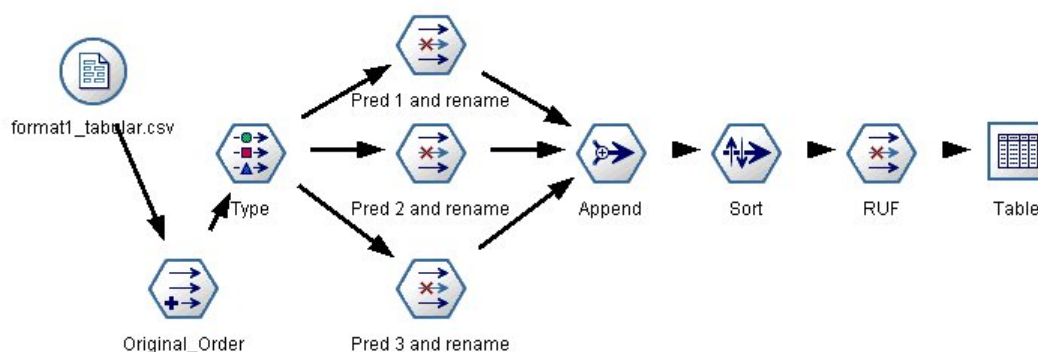 format1_tabular.csv
Original_Order
Type
Pred 1 and rename
Pred 2 and rename
Pred 3 and rename
Append
Sort
RUF
Table